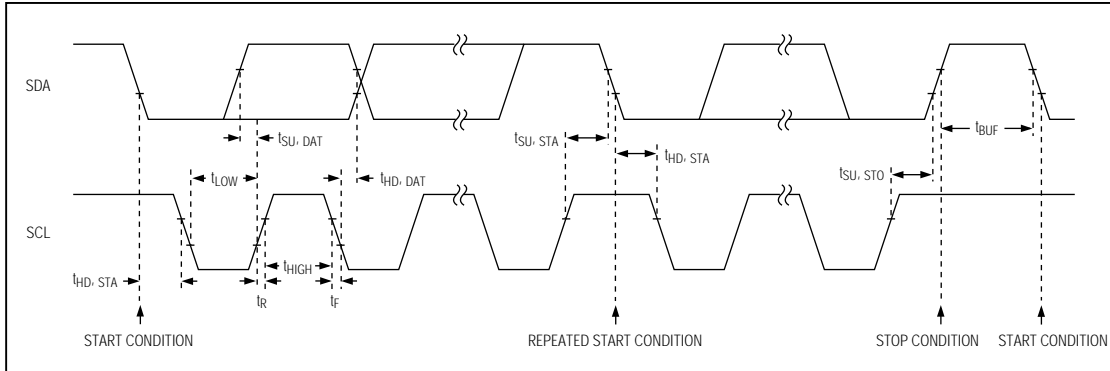 SDA
tSU, DAT
tSU, STA
tHD, STA
tBUF
tLOW
tHD, DAT
tSU, STO
SCL
tHD, STA
tHIGH
tR
tF
START CONDITION
REPEATED START CONDITION
STOP CONDITION
START CONDITION